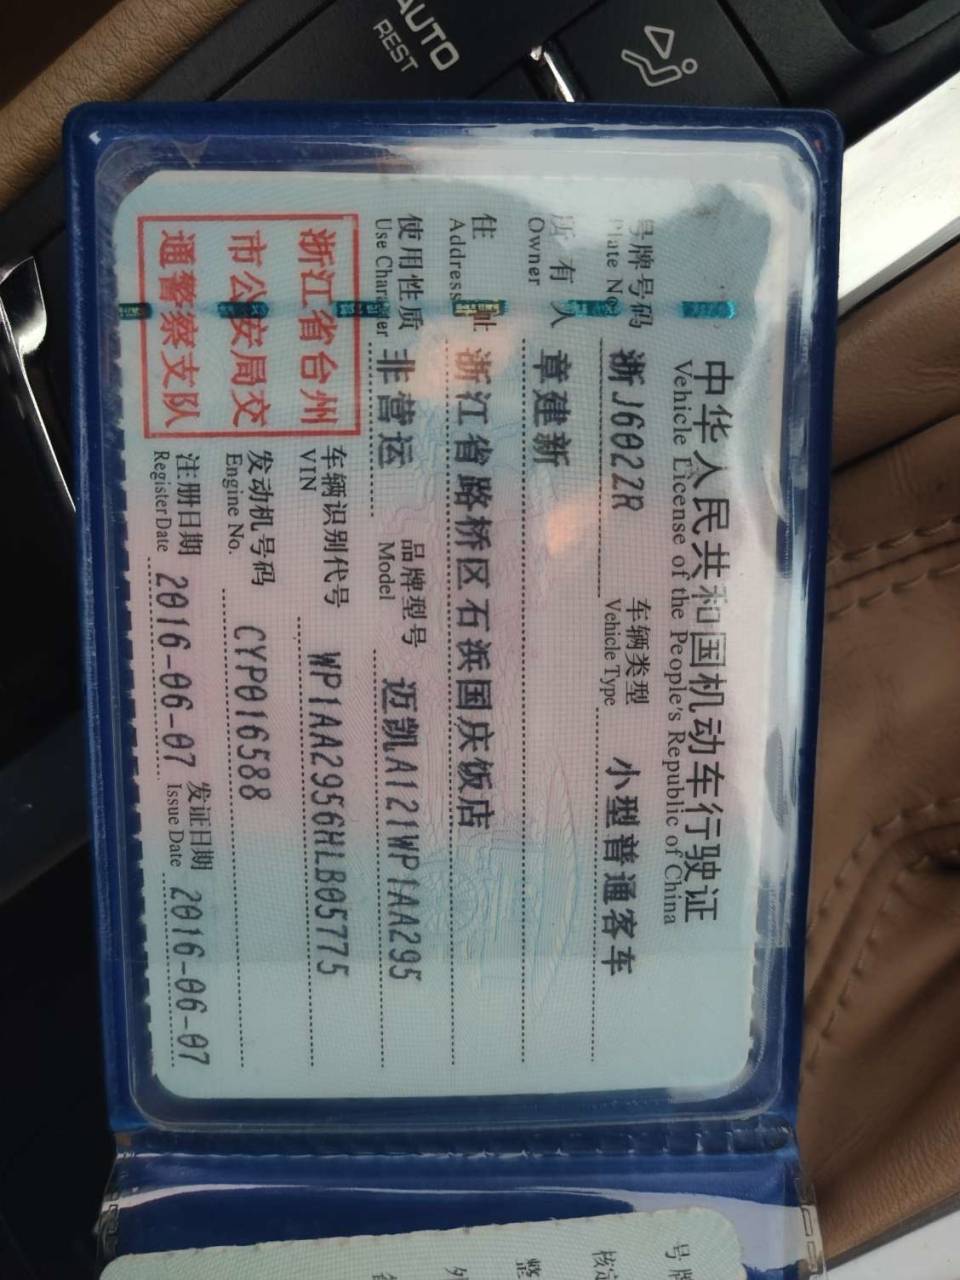 AUTO
REST
中华人民共和国机动车行驶证
Vehicle License of the People's Republic of China
号牌号码 浙J6022R 车辆类型 小型普通客车
Plate No. Vehicle Type
所有人 章建新
Owner
住址 浙江省路桥区石浜国庆饭店
Address
使用性质 非营运 品牌型号 迈凯A121WP1AA295
Use Character Model
浙江省台州
市公安局交
通警察支队
车辆识别代号 WP1AA2956HLB05775
VIN
发动机号码 CYP016588
Engine No.
注册日期 2016-06-07 发证日期 2016-06-07
Register Date Issue Date
号牌
核定
整
外